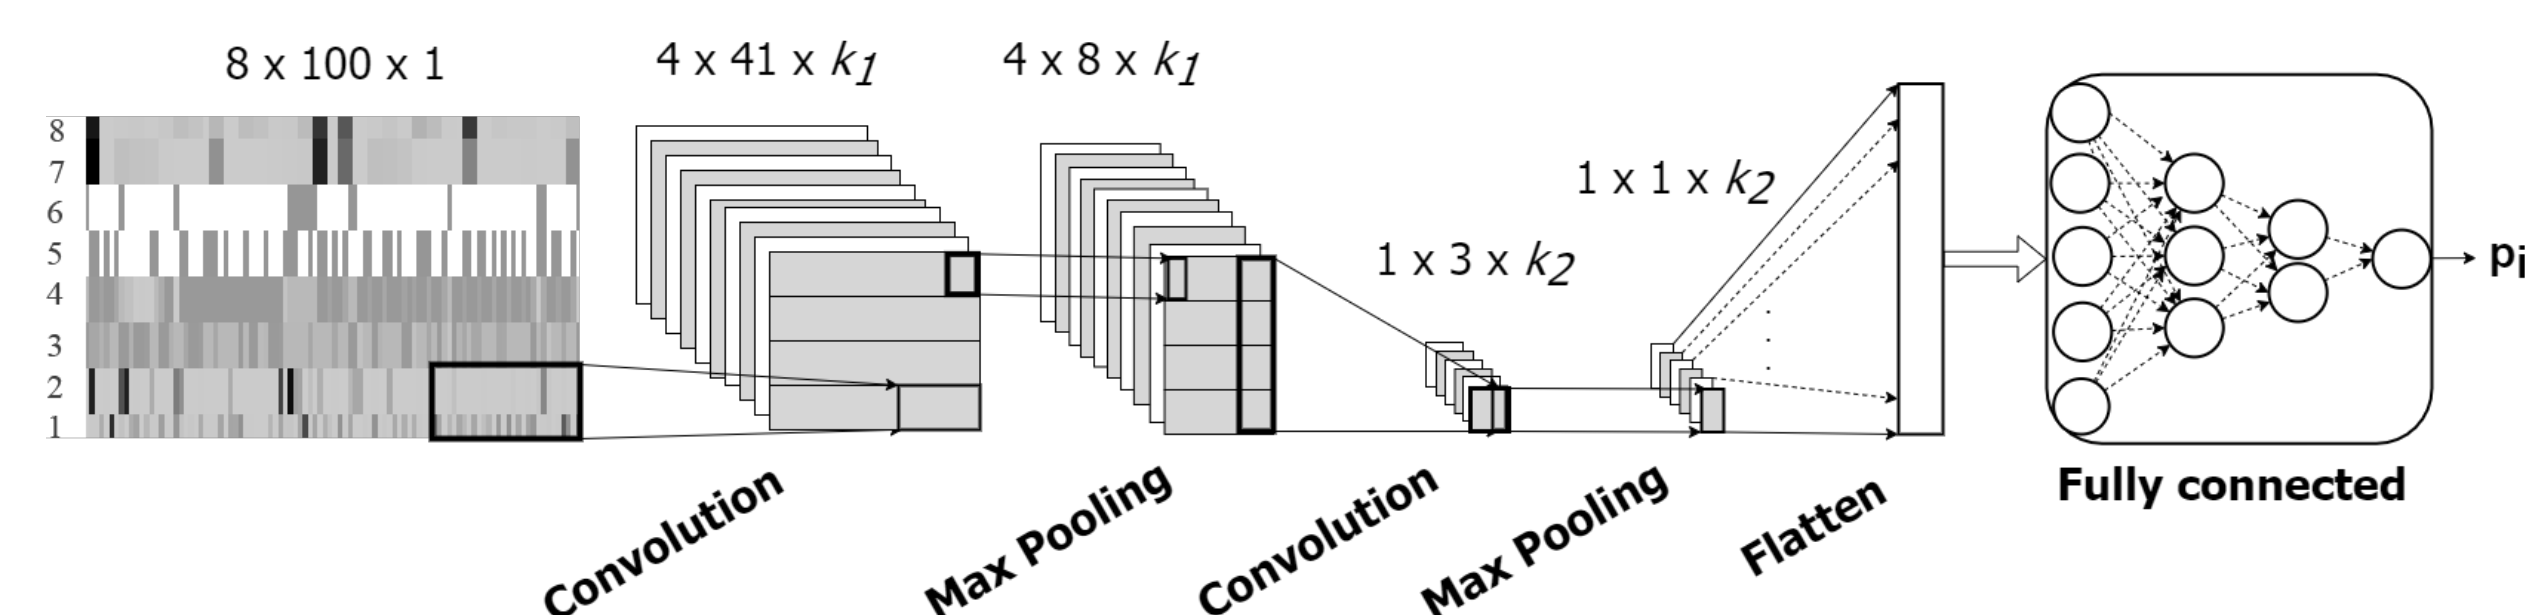 8 x 100 x 1
4 x 41 x k1
4 x 8 x k1
1 x 3 x k2
1 x 1 x k2
8
7
6
5
4
3
2
1
pi
Convolution
Max Pooling
Convolution
Max Pooling
Flatten
Fully connected